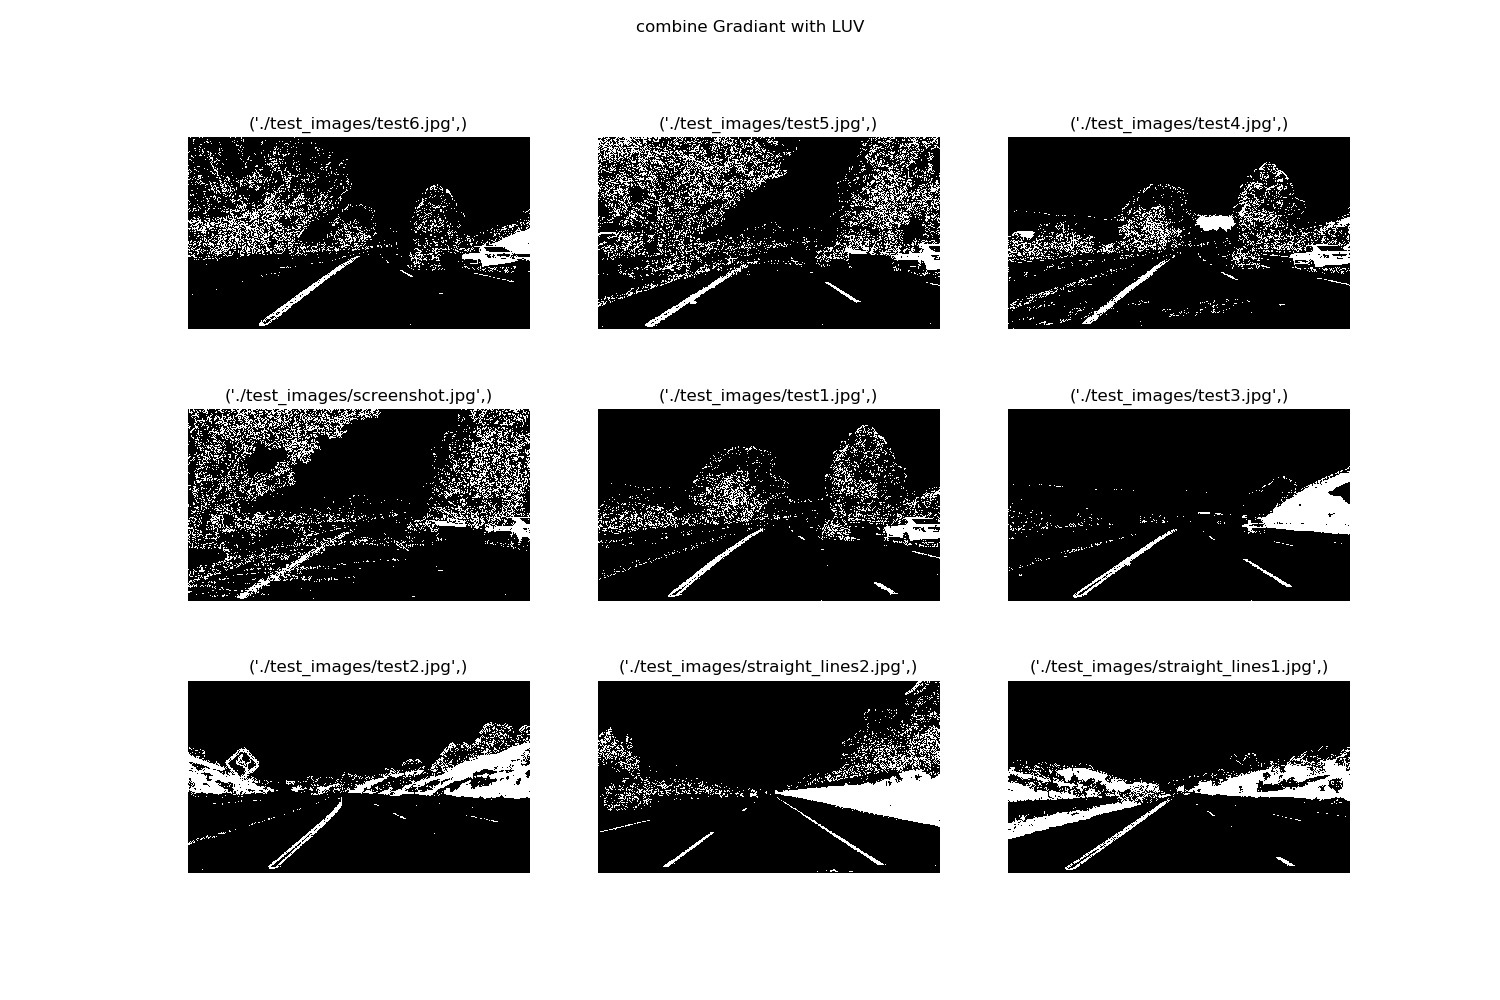 combine Gradiant with LUV
('./test_images/test6.jpg',)
('./test_images/test5.jpg',)
('./test_images/test4.jpg',)
('./test_images/screenshot.jpg',)
('./test_images/test1.jpg',)
('./test_images/test3.jpg',)
('./test_images/test2.jpg',)
('./test_images/straight_lines2.jpg',)
('./test_images/straight_lines1.jpg',)